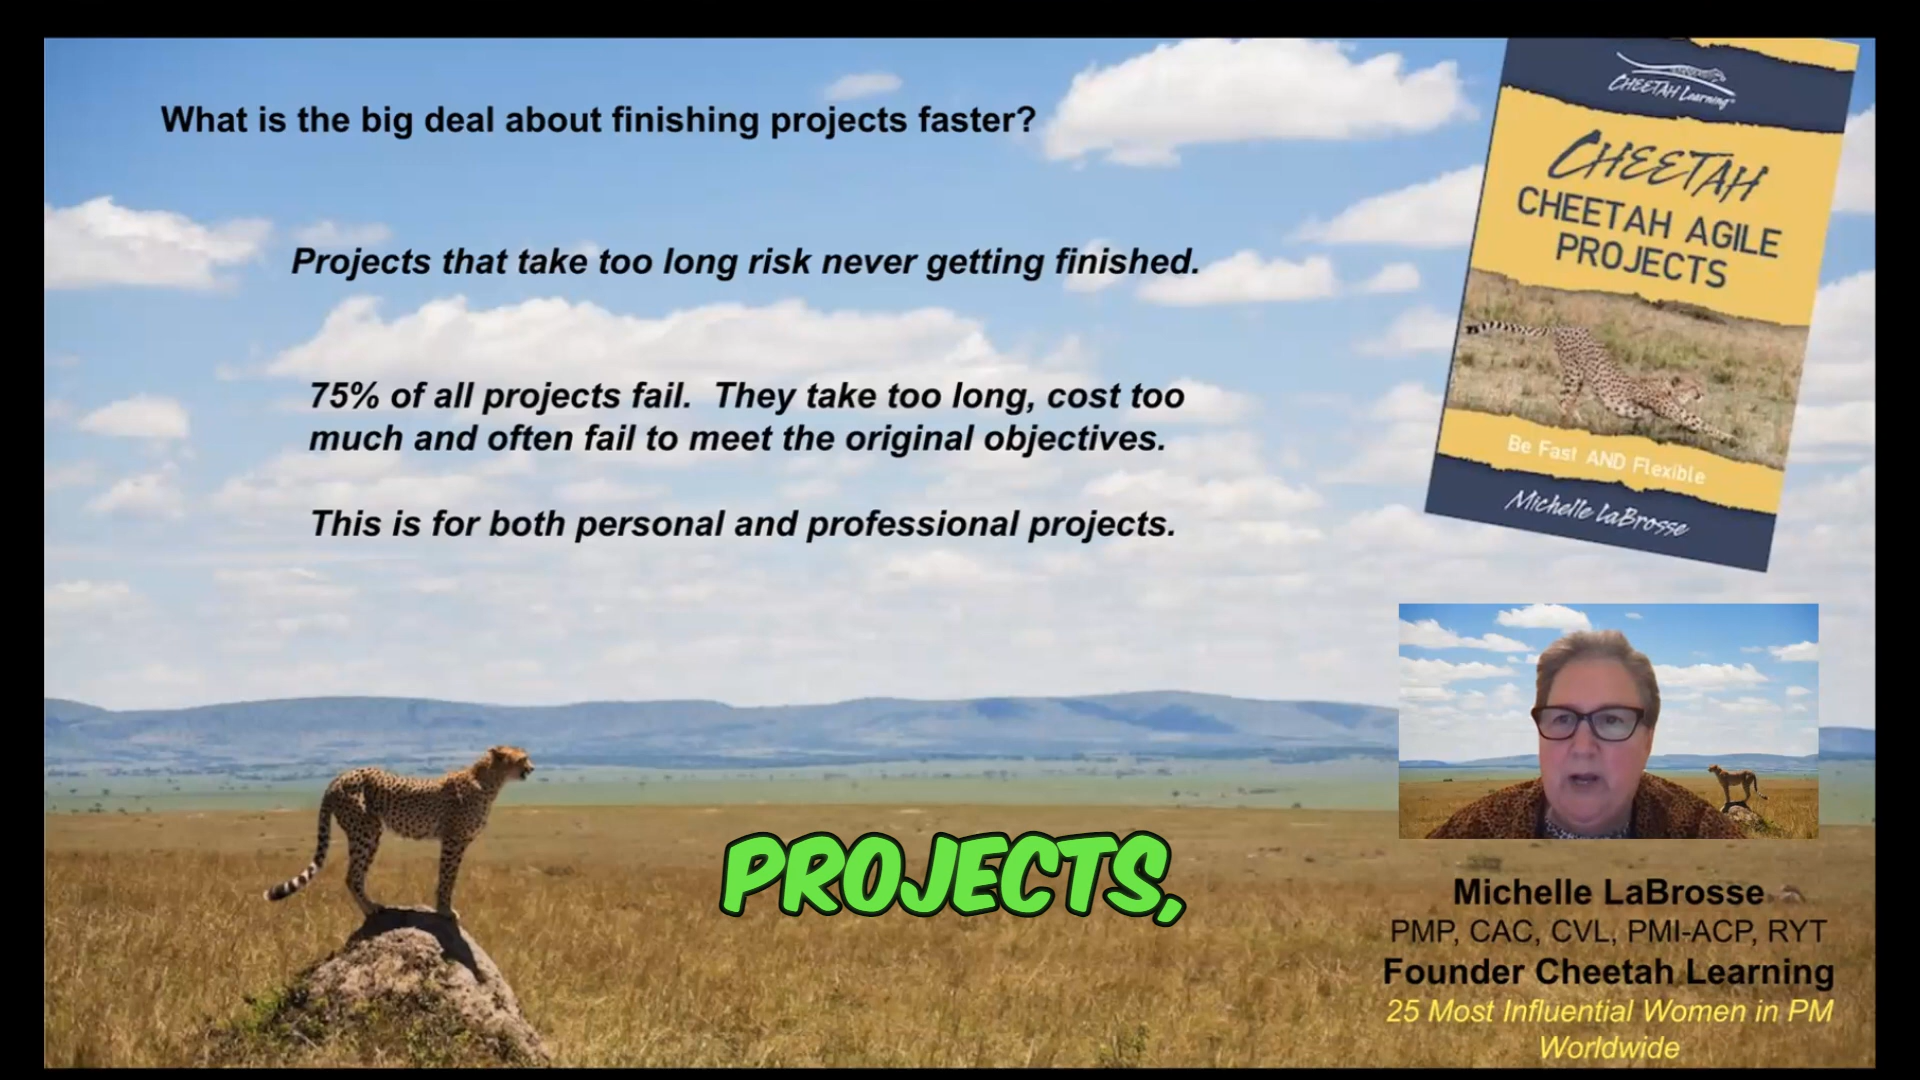 What is the big deal about finishing projects faster?
Projects that take too long risk never getting finished.
75% of all projects fail.  They take too long, cost too
much and often fail to meet the original objectives.
This is for both personal and professional projects.
CHEETAH Learning
CHEETAH
CHEETAH AGILE
PROJECTS
Be Fast AND Flexible
Michelle LaBrosse
PROJECTS,
Michelle LaBrosse
PMP, CAC, CVL, PMI-ACP, RYT
Founder Cheetah Learning
25 Most Influential Women in PM
Worldwide